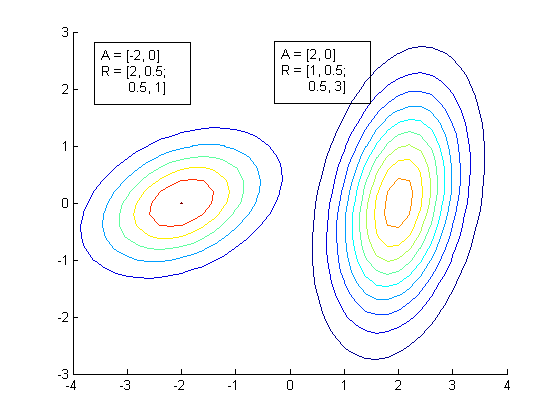 A = [-2, 0]
R = [2, 0.5;
0.5, 1]
A = [2, 0]
R = [1, 0.5;
0.5, 3]
3
2
1
0
-1
-2
-3
-4 -3 -2 -1 0 1 2 3 4